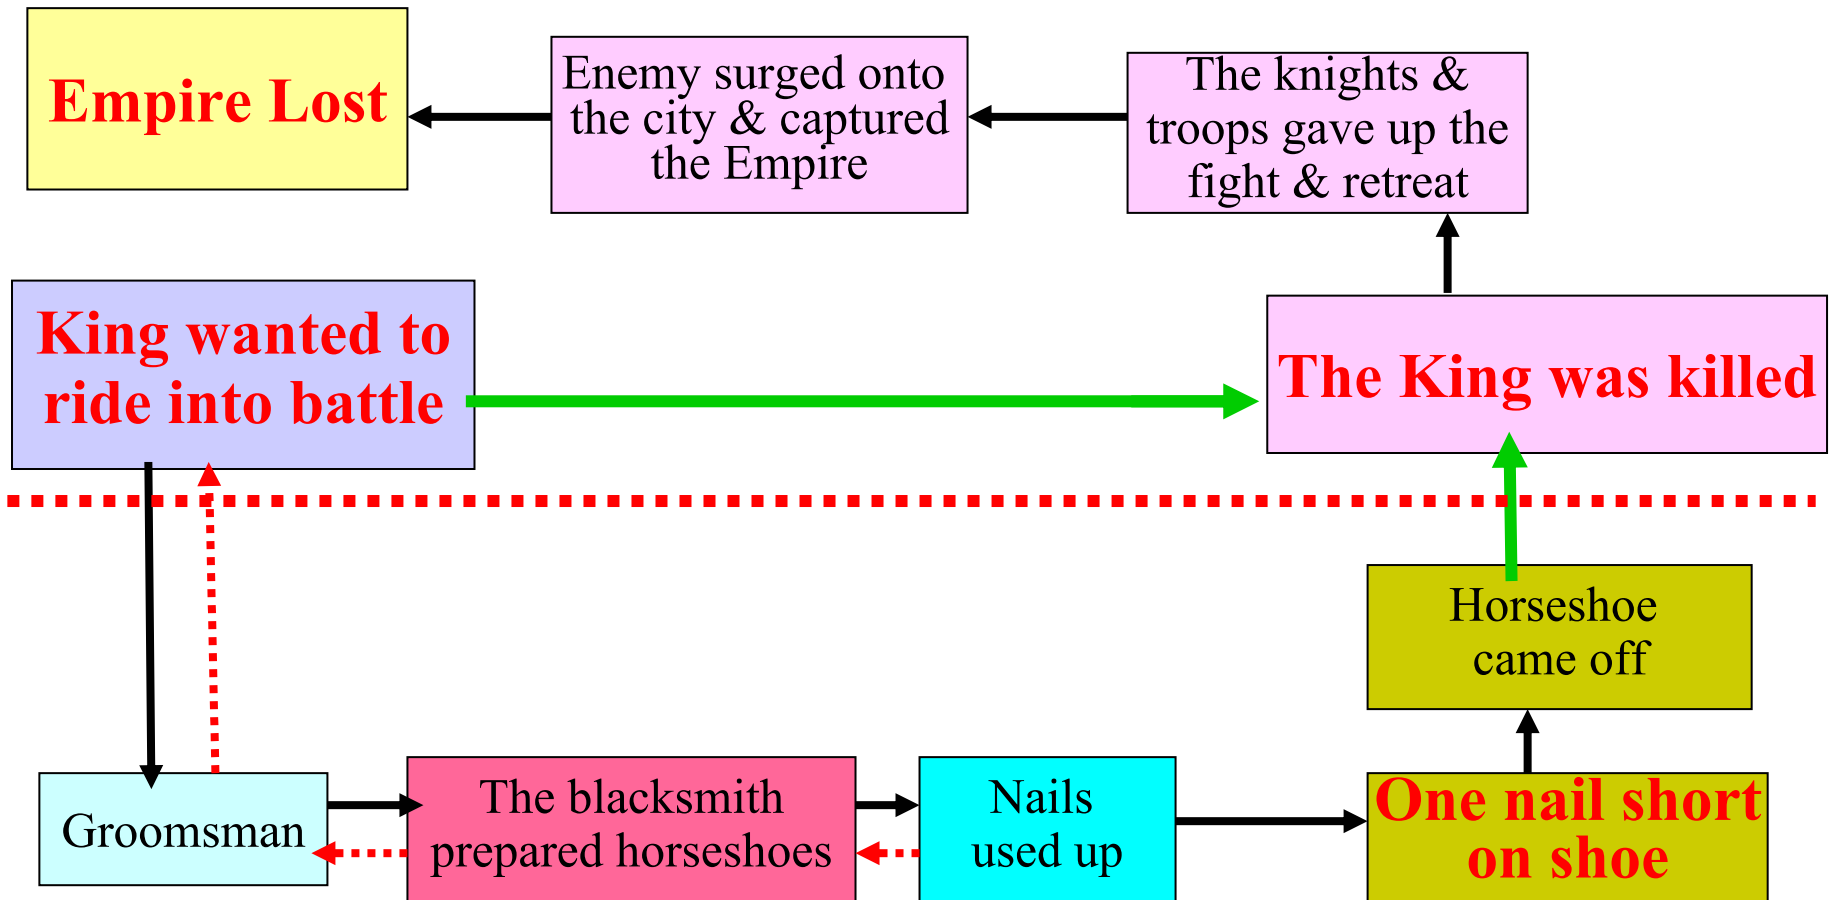 Empire Lost
Enemy surged onto
the city & captured
the Empire
The knights &
troops gave up the
fight & retreat
King wanted to
ride into battle
The King was killed
Horseshoe
came off
Groomsman
The blacksmith
prepared horseshoes
Nails
used up
One nail short
on shoe